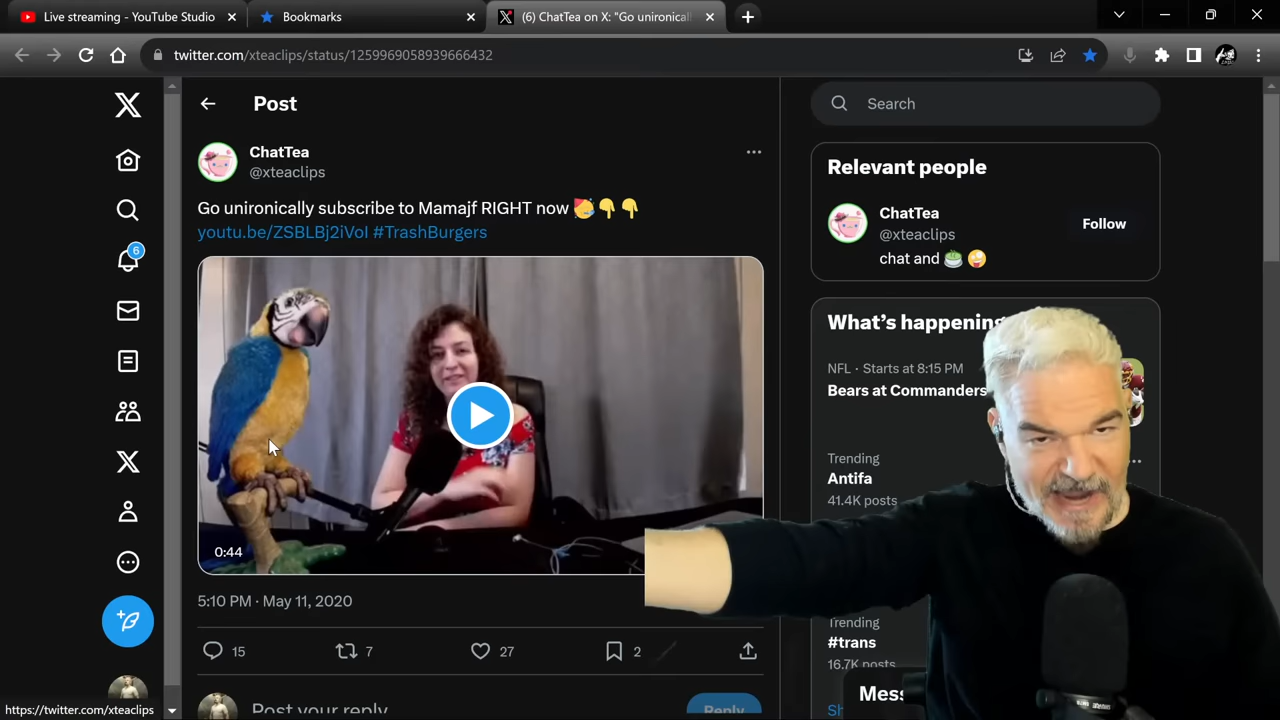 Live streaming - YouTube Studio
Bookmarks
(6) ChatTea on X: "Go unironical
twitter.com/xteaclips/status/1259969058939666432
Post
Search
ChatTea
@xteaclips
Go unironically subscribe to Mamajf RIGHT now 🥳👇👇
youtu.be/ZSBLBj2iVoI #TrashBurgers
0:44
5:10 PM · May 11, 2020
15
7
27
2
Post your reply
Reply
6
Relevant people
ChatTea
@xteaclips
Follow
chat and 🍵 🤪
What's happening
NFL · Starts at 8:15 PM
Bears at Commanders
Trending
Antifa
41.4K posts
Trending
#trans
16.7K posts
Mess
Sh
https://twitter.com/xteaclips